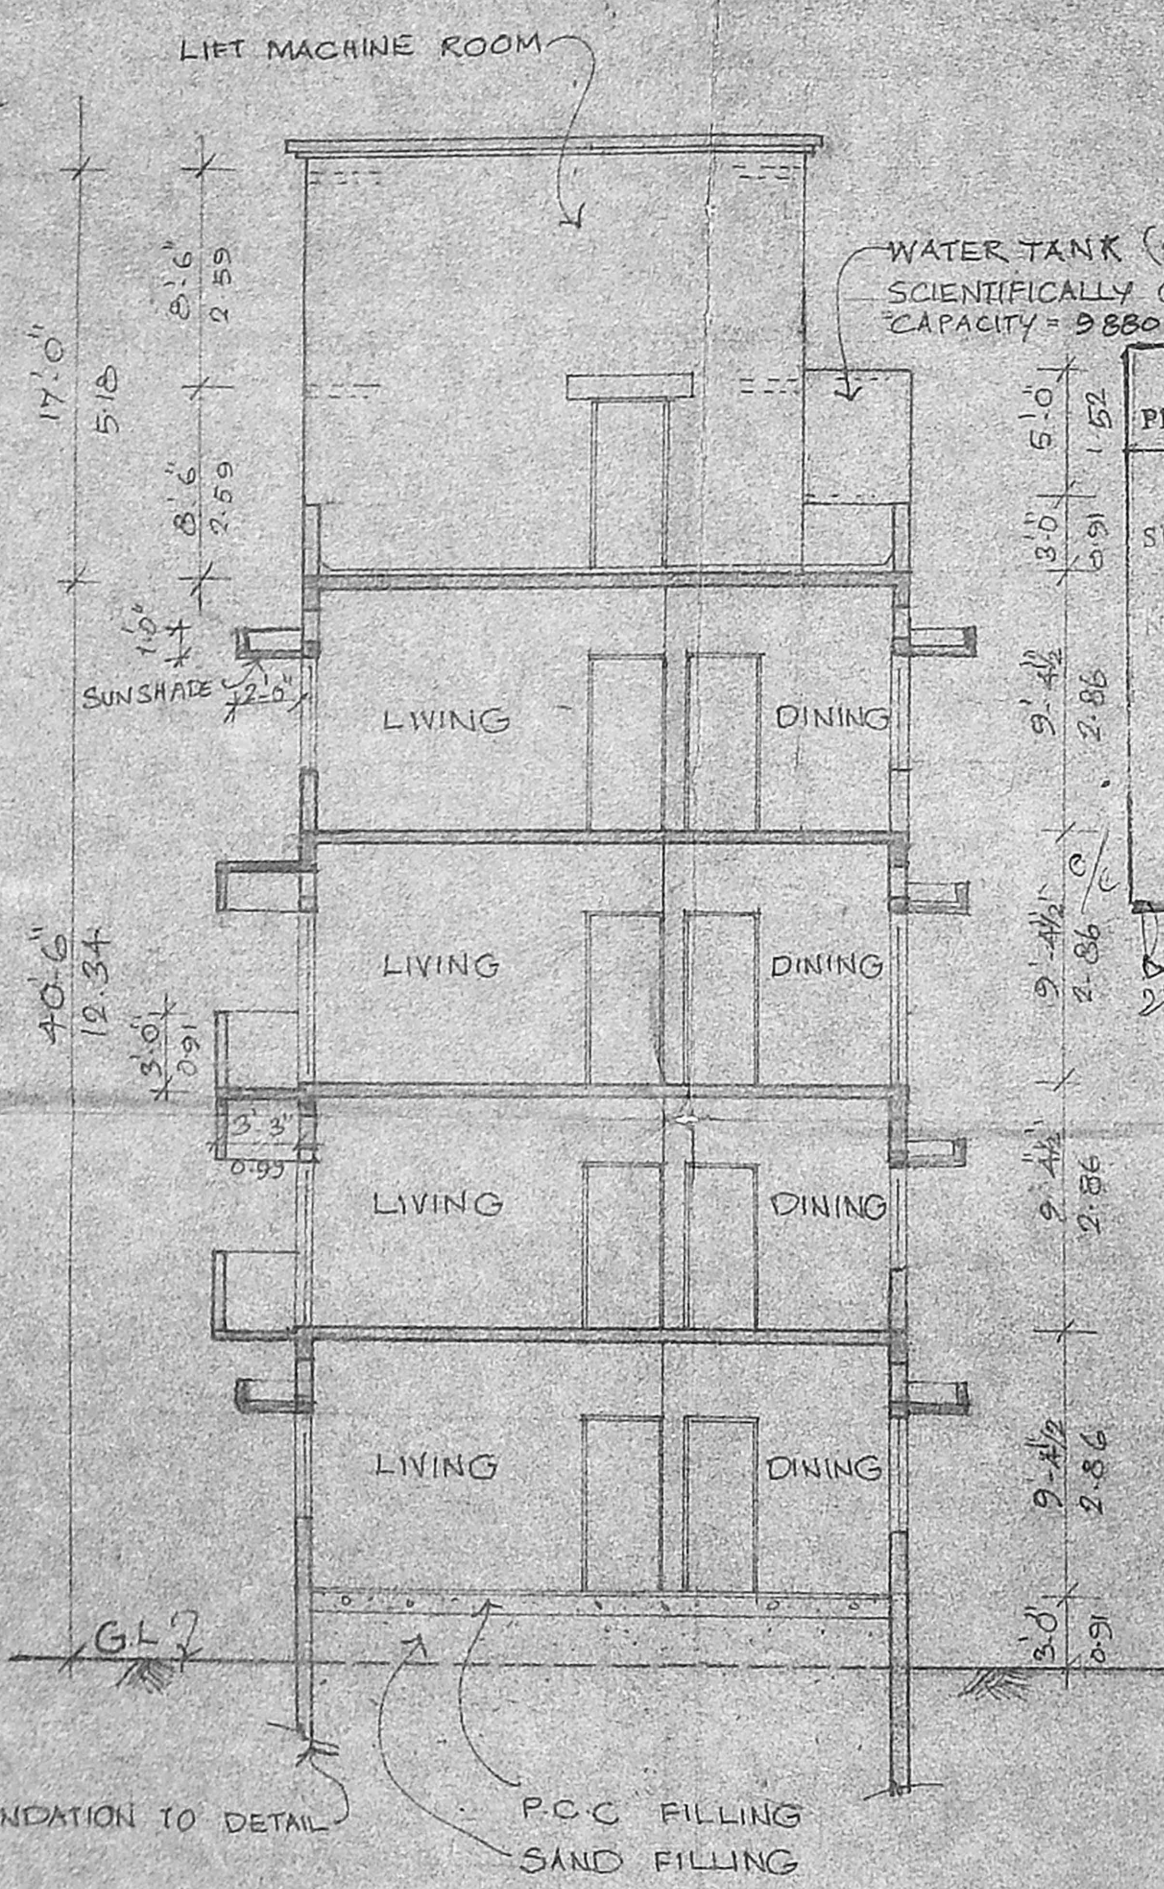 LIFT MACHINE ROOM
17'-0"
5.18
8'-6"
2.59
8'-6"
2.59
WATER TANK (
SCIENTIFICALLY
CAPACITY = 9880
5'-0"
1.52
3'-0"
0.91
1'-0"
SUNSHADE
2'-0"
LIVING
DINING
9'-4½
2.86
LIVING
DINING
9'-4½"
2.86
C/C
40'-6"
12.34
3'-0"
0.91
3'-3"
0.99
LIVING
DINING
9'-4½"
2.86
LIVING
DINING
9'-4½
2.86
G.L
3'-0"
0.91
NDATION TO DETAIL
P.C.C FILLING
SAND FILLING